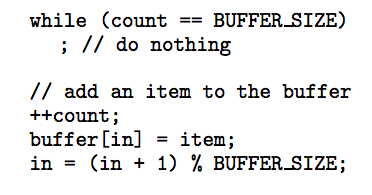 while (count == BUFFER_SIZE)
; // do nothing
// add an item to the buffer
++count;
buffer[in] = item;
in = (in + 1) % BUFFER_SIZE;